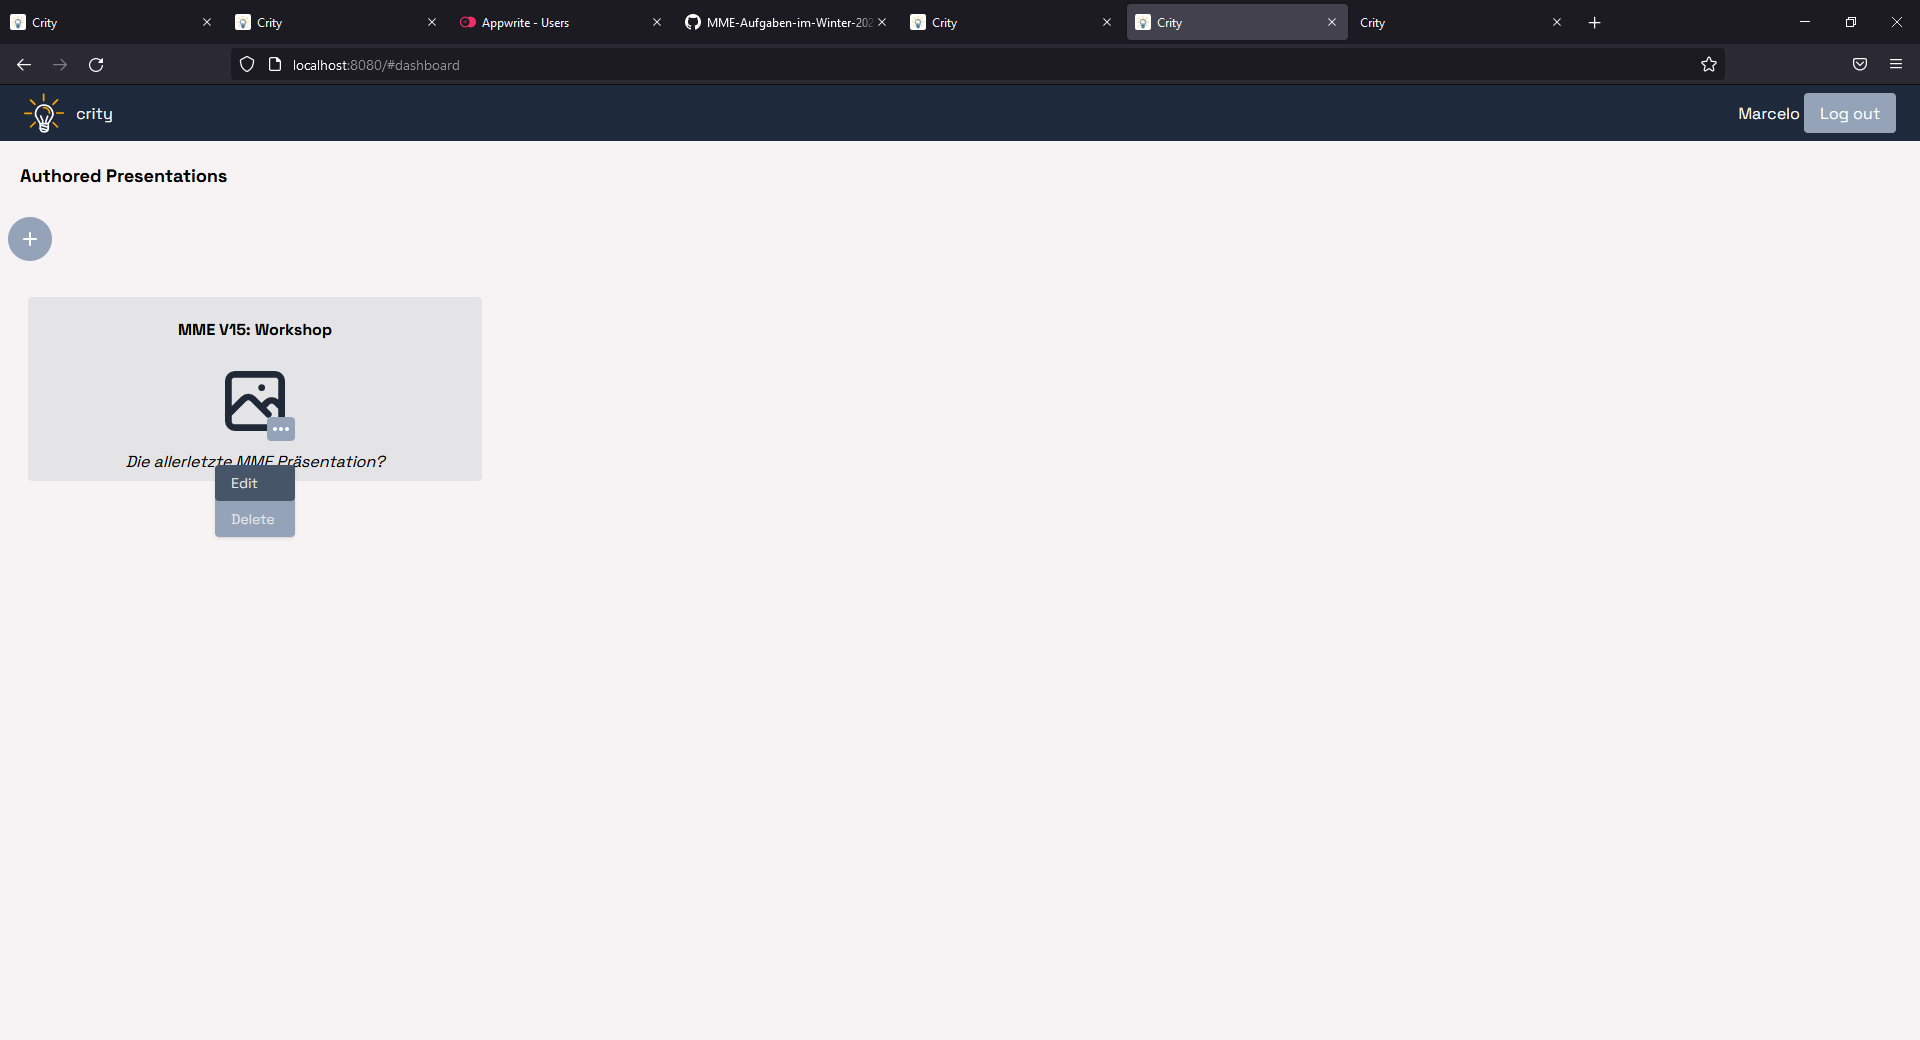 Crity
Crity
Appwrite - Users
MME-Aufgaben-im-Winter-202
Crity
Crity
Crity
localhost:8080/#dashboard
crity
Marcelo
Log out
Authored Presentations
MME V15: Workshop
Die allerletzte MME Präsentation?
Edit
Delete